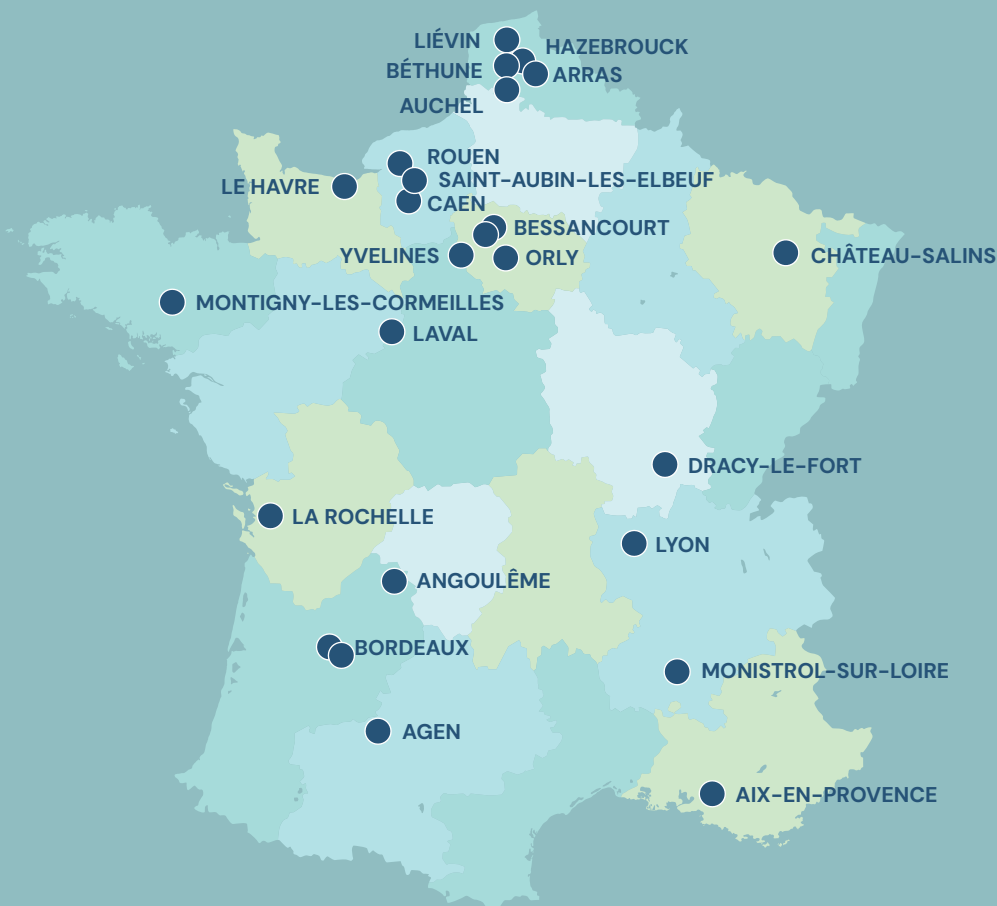 LIÉVIN
HAZEBROUCK
BÉTHUNE
ARRAS
AUCHEL
ROUEN
SAINT-AUBIN-LES-ELBEUF
LE HAVRE
CAEN
BESSANCOURT
YVELINES
ORLY
CHÂTEAU-SALINS
MONTIGNY-LES-CORMEILLES
LAVAL
DRACY-LE-FORT
LA ROCHELLE
LYON
ANGOULÊME
BORDEAUX
MONISTROL-SUR-LOIRE
AGEN
AIX-EN-PROVENCE